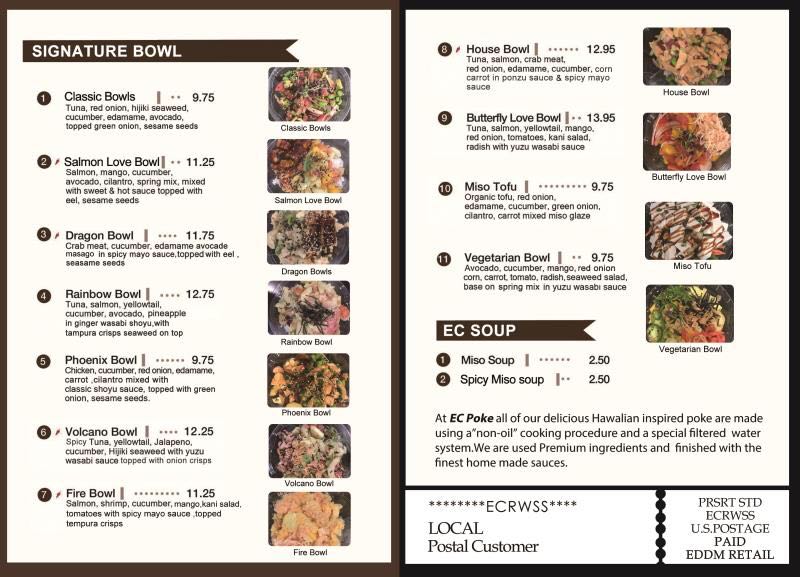 SIGNATURE BOWL
1 Classic Bowls 9.75
Tuna, red onion, hijiki seaweed,
cucumber, edamame, avocado,
topped green onion, sesame seeds
Classic Bowls
2 Salmon Love Bowl 11.25
Salmon, mango, cucumber,
avocado, cilantro, spring mix, mixed
with sweet & hot sauce topped with
eel, sesame seeds
Salmon Love Bowl
3 Dragon Bowl 11.75
Crab meat, cucumber, edamame avocade
masago in spicy mayo sauce,topped with eel ,
seasame seeds
Dragon Bowls
4 Rainbow Bowl 12.75
Tuna, salmon, yellowtail,
cucumber, avocado, pineapple
in ginger wasabi shoyu,with
tampura crisps seaweed on top
Rainbow Bowl
5 Phoenix Bowl 9.75
Chicken, cucumber, red onion, edamame,
carrot ,cilantro mixed with
classic shoyu sauce, topped with green
onion, sesame seeds.
Phoenix Bowl
6 Volcano Bowl 12.25
Spicy Tuna, yellowtail, Jalapeno,
cucumber, Hijiki seaweed with yuzu
wasabi sauce topped with onion crisps
Volcano Bowl
7 Fire Bowl 11.25
Salmon, shrimp, cucumber, mango,kani salad,
tomatoes with spicy mayo sauce ,topped
tempura crisps
Fire Bowl
8 House Bowl 12.95
Tuna, salmon, crab meat,
red onion, edamame, cucumber, corn
carrot in ponzu sauce & spicy mayo
sauce
House Bowl
9 Butterfly Love Bowl 13.95
Tuna, salmon, yellowtail, mango,
red onion, tomatoes, kani salad,
radish with yuzu wasabi sauce
Butterfly Love Bowl
10 Miso Tofu 9.75
Organic tofu, red onion,
edamame, cucumber, green onion,
cilantro, carrot mixed miso glaze
Miso Tofu
11 Vegetarian Bowl 9.75
Avocado, cucumber, mango, red onion
corn, carrot, tomato, radish, seaweed salad,
base on spring mix in yuzu wasabi sauce
Vegetarian Bowl
EC SOUP
1 Miso Soup 2.50
2 Spicy Miso soup 2.50
At EC Poke all of our delicious Hawalian inspired poke are made
using a"non-oil" cooking procedure and a special filtered water
system.We are used Premium ingredients and finished with the
finest home made sauces.
********ECRWSS****
LOCAL
Postal Customer
PRSRT STD
ECRWSS
U.S.POSTAGE
PAID
EDDM RETAIL